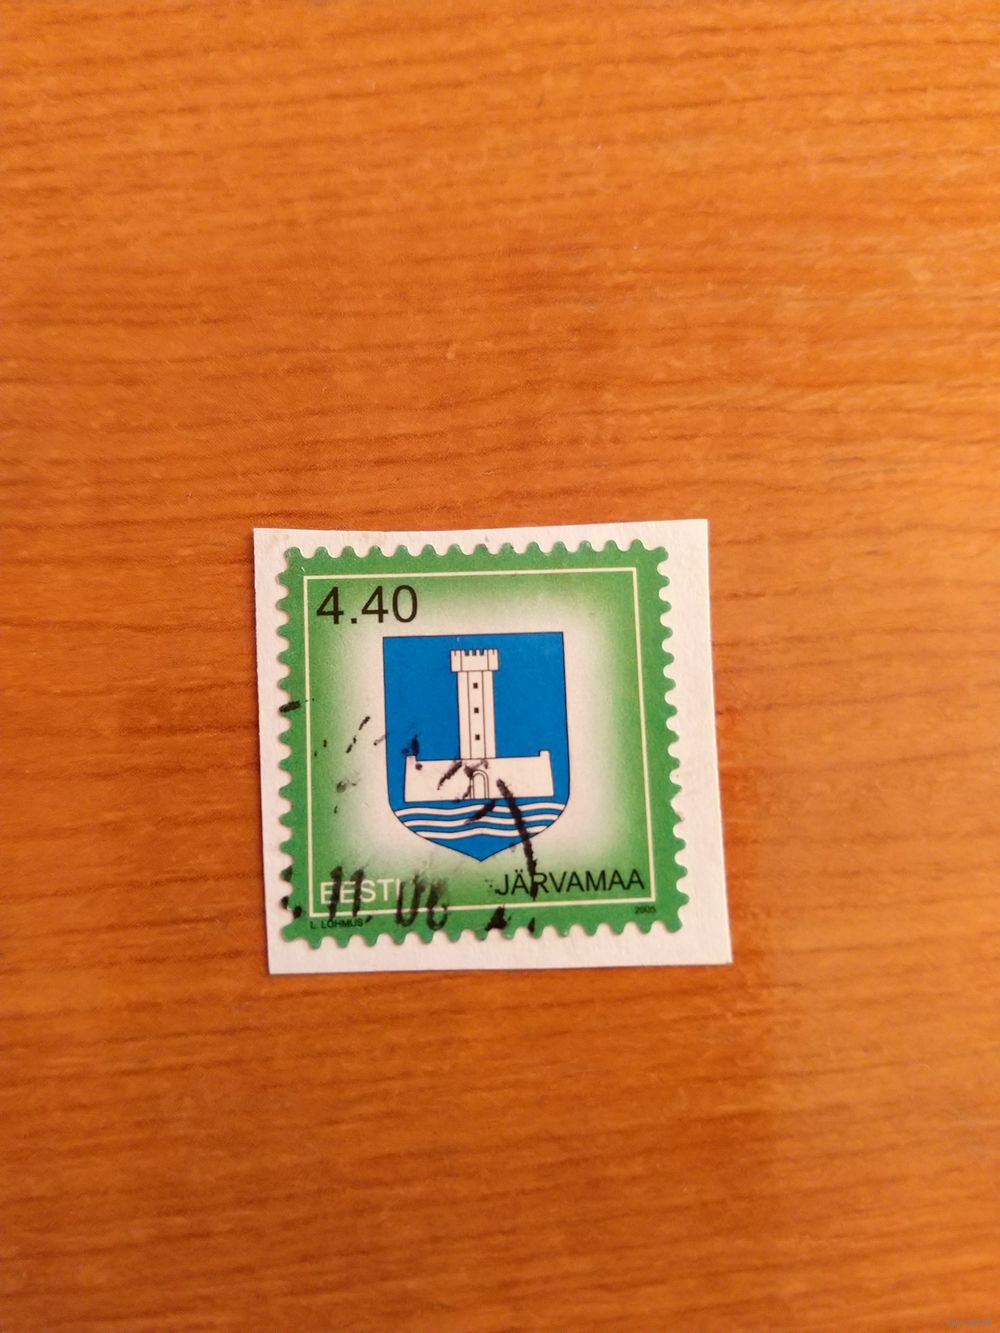 4.40
EESTI
JÄRVAMAA
L. LÕHMUS
2005